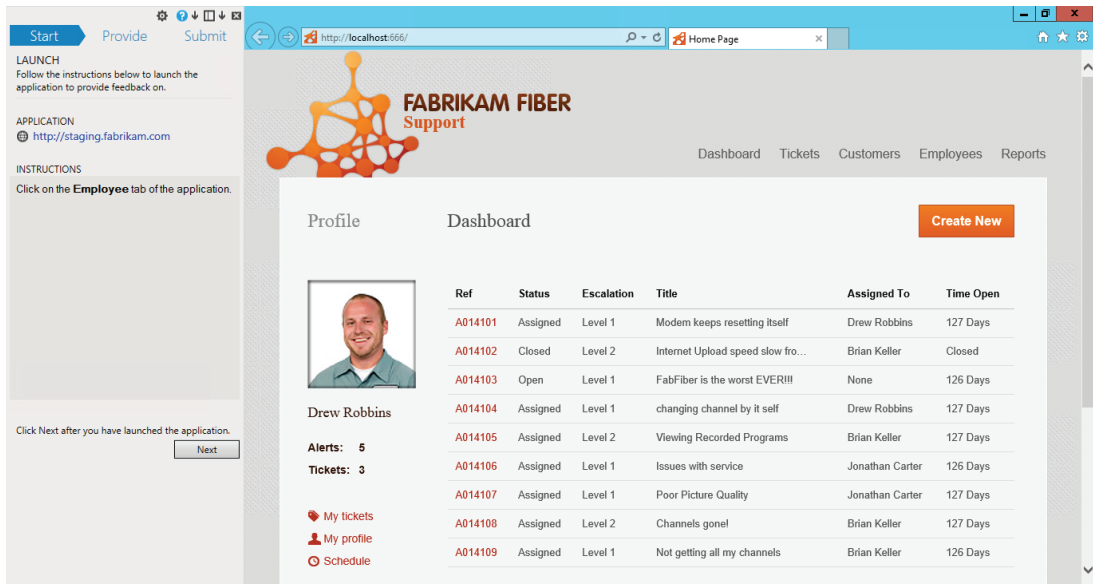 Start Provide Submit
LAUNCH
Follow the instructions below to launch the
application to provide feedback on.
APPLICATION
http://staging.fabrikam.com
INSTRUCTIONS
Click on the Employee tab of the application.
Click Next after you have launched the application.
Next
http://localhost:666/
Home Page
FABRIKAM FIBER
Support
Dashboard Tickets Customers Employees Reports
Profile
Dashboard
Create New
Drew Robbins
Alerts: 5
Tickets: 3
My tickets
My profile
Schedule
Ref Status Escalation Title Assigned To Time Open
A014101 Assigned Level 1 Modem keeps resetting itself Drew Robbins 127 Days
A014102 Closed Level 2 Internet Upload speed slow fro... Brian Keller Closed
A014103 Open Level 1 FabFiber is the worst EVER!!! None 126 Days
A014104 Assigned Level 1 changing channel by it self Drew Robbins 127 Days
A014105 Assigned Level 2 Viewing Recorded Programs Brian Keller 127 Days
A014106 Assigned Level 1 Issues with service Jonathan Carter 126 Days
A014107 Assigned Level 1 Poor Picture Quality Jonathan Carter 127 Days
A014108 Assigned Level 2 Channels gone! Brian Keller 127 Days
A014109 Assigned Level 1 Not getting all my channels Brian Keller 126 Days